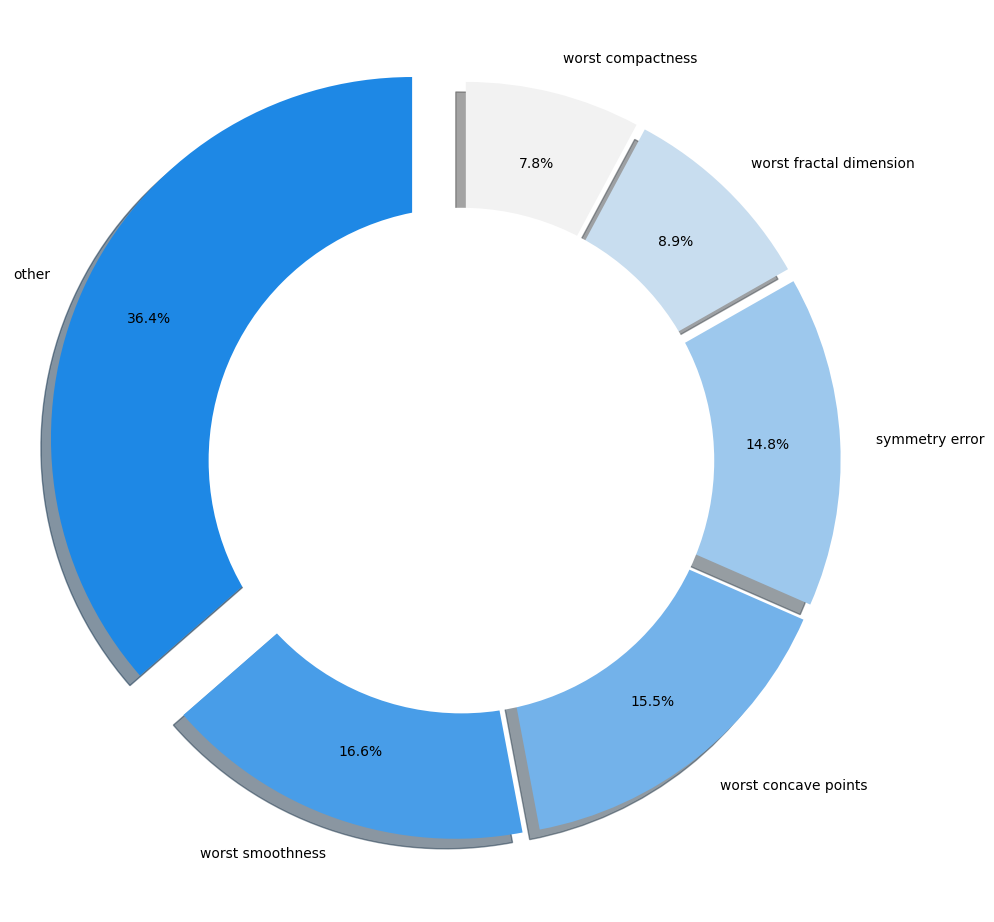 worst compactness
7.8%
worst fractal dimension
8.9%
other
36.4%
symmetry error
14.8%
15.5%
16.6%
worst concave points
worst smoothness